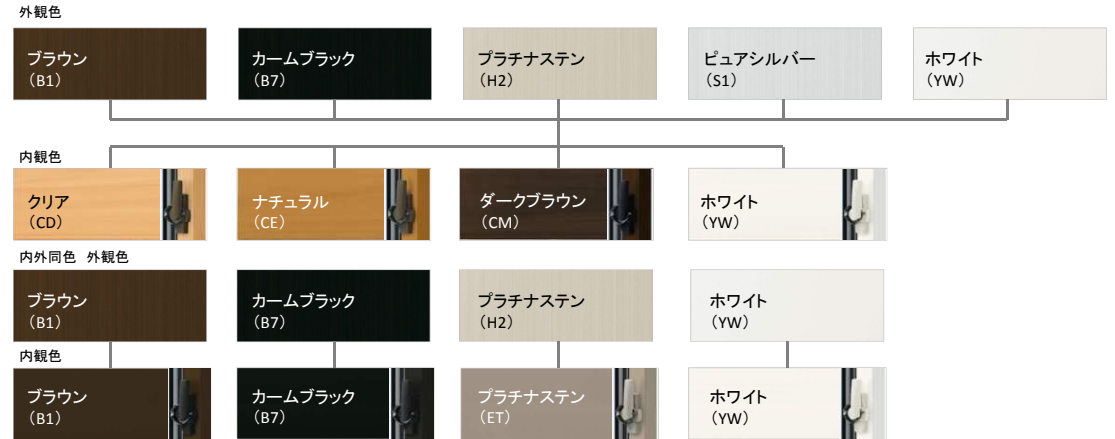 外観色
ブラウン
（B1）
カームブラック
（B7）
プラチナステン
（H2）
ピュアシルバー
（S1）
ホワイト
（YW）
内観色
クリア
（CD）
ナチュラル
（CE）
ダークブラウン
（CM）
ホワイト
（YW）
内外同色　外観色
ブラウン
（B1）
カームブラック
（B7）
プラチナステン
（H2）
ホワイト
（YW）
内観色
ブラウン
（B1）
カームブラック
（B7）
プラチナステン
（ET）
ホワイト
（YW）